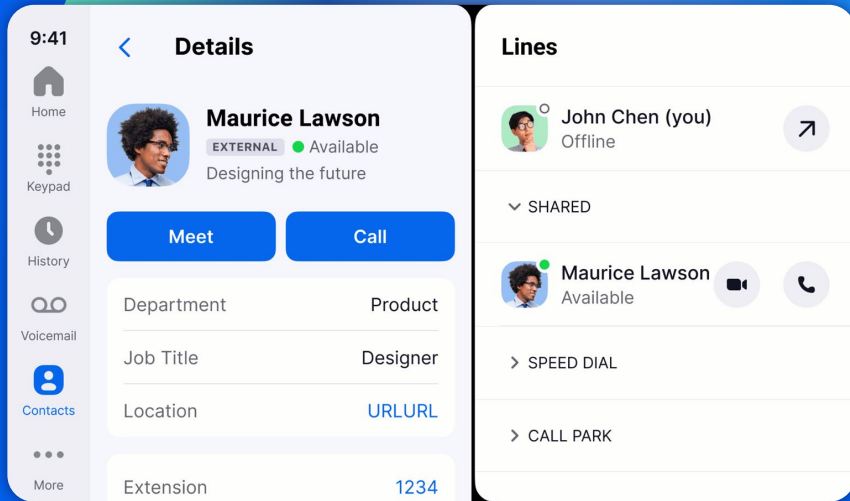 9:41
Home
Keypad
History
Voicemail
Contacts
More
Details
Maurice Lawson
EXTERNAL Available
Designing the future
Meet Call
Department Product
Job Title Designer
Location URLURL
Extension 1234
Lines
John Chen (you)
Offline
SHARED
Maurice Lawson
Available
SPEED DIAL
CALL PARK